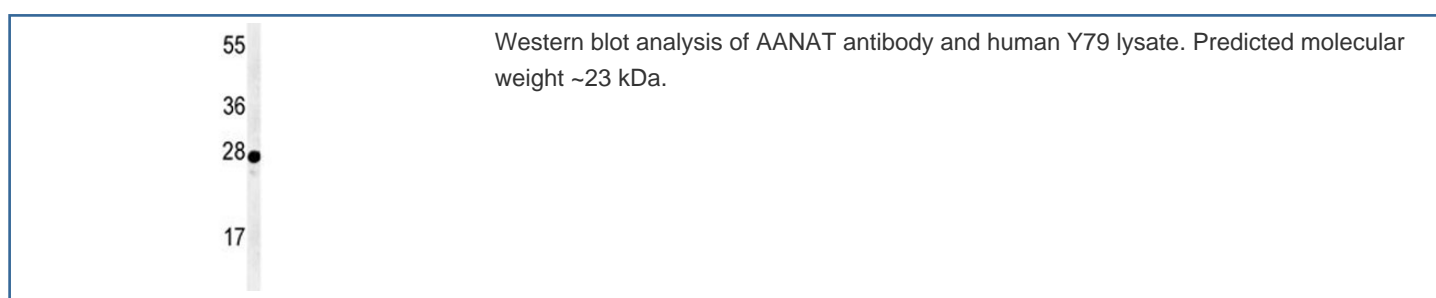 55
Western blot analysis of AANAT antibody and human Y79 lysate. Predicted molecular
weight ~23 kDa.
36
28
17